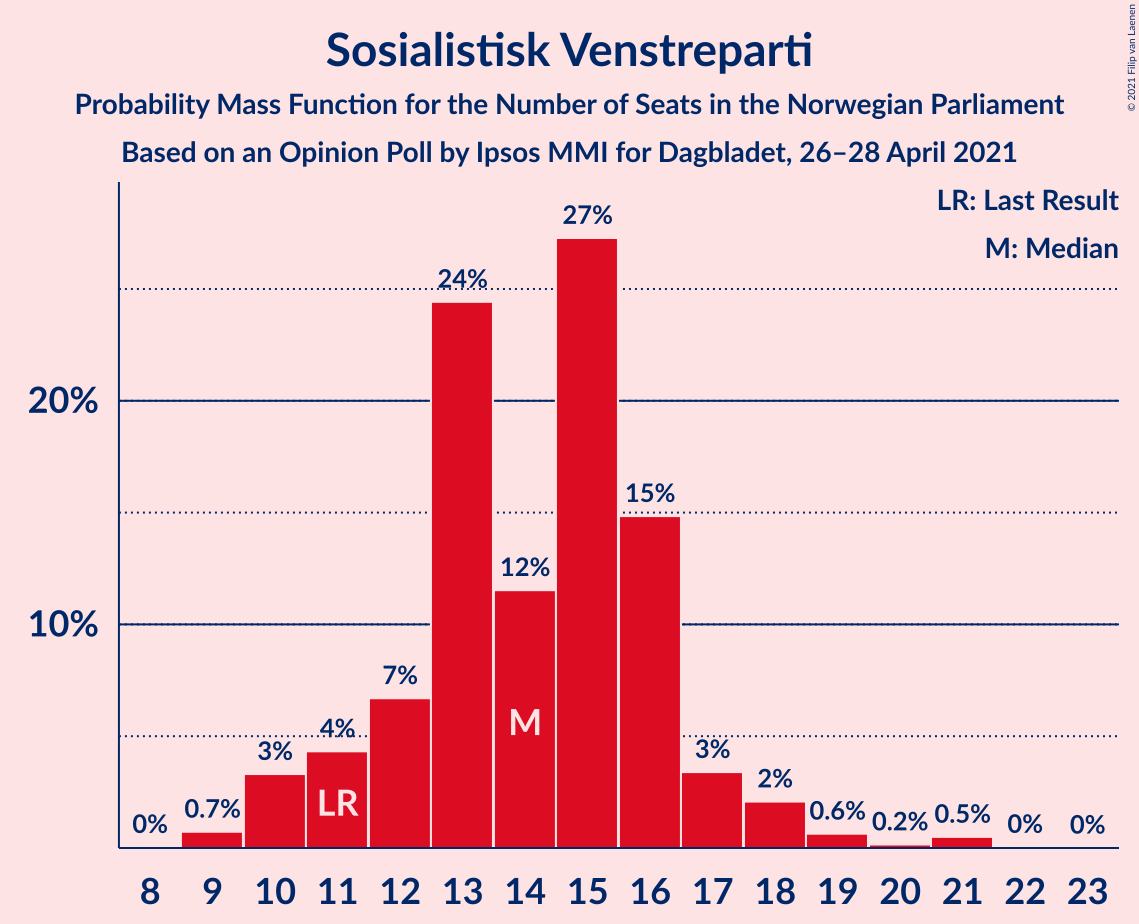 Sosialistisk Venstreparti
Probability Mass Function for the Number of Seats in the Norwegian Parliament
Based on an Opinion Poll by Ipsos MMI for Dagbladet, 26–28 April 2021
© 2021 Filip van Laenen
LR: Last Result
M: Median
27%
24%
20%
15%
12%
10%
7%
M
4%
3%
3%
2%
LR
0.7%
0.6%
0.5%
0.2%
0%
0%
0%
8 9 10 11 12 13 14 15 16 17 18 19 20 21 22 23